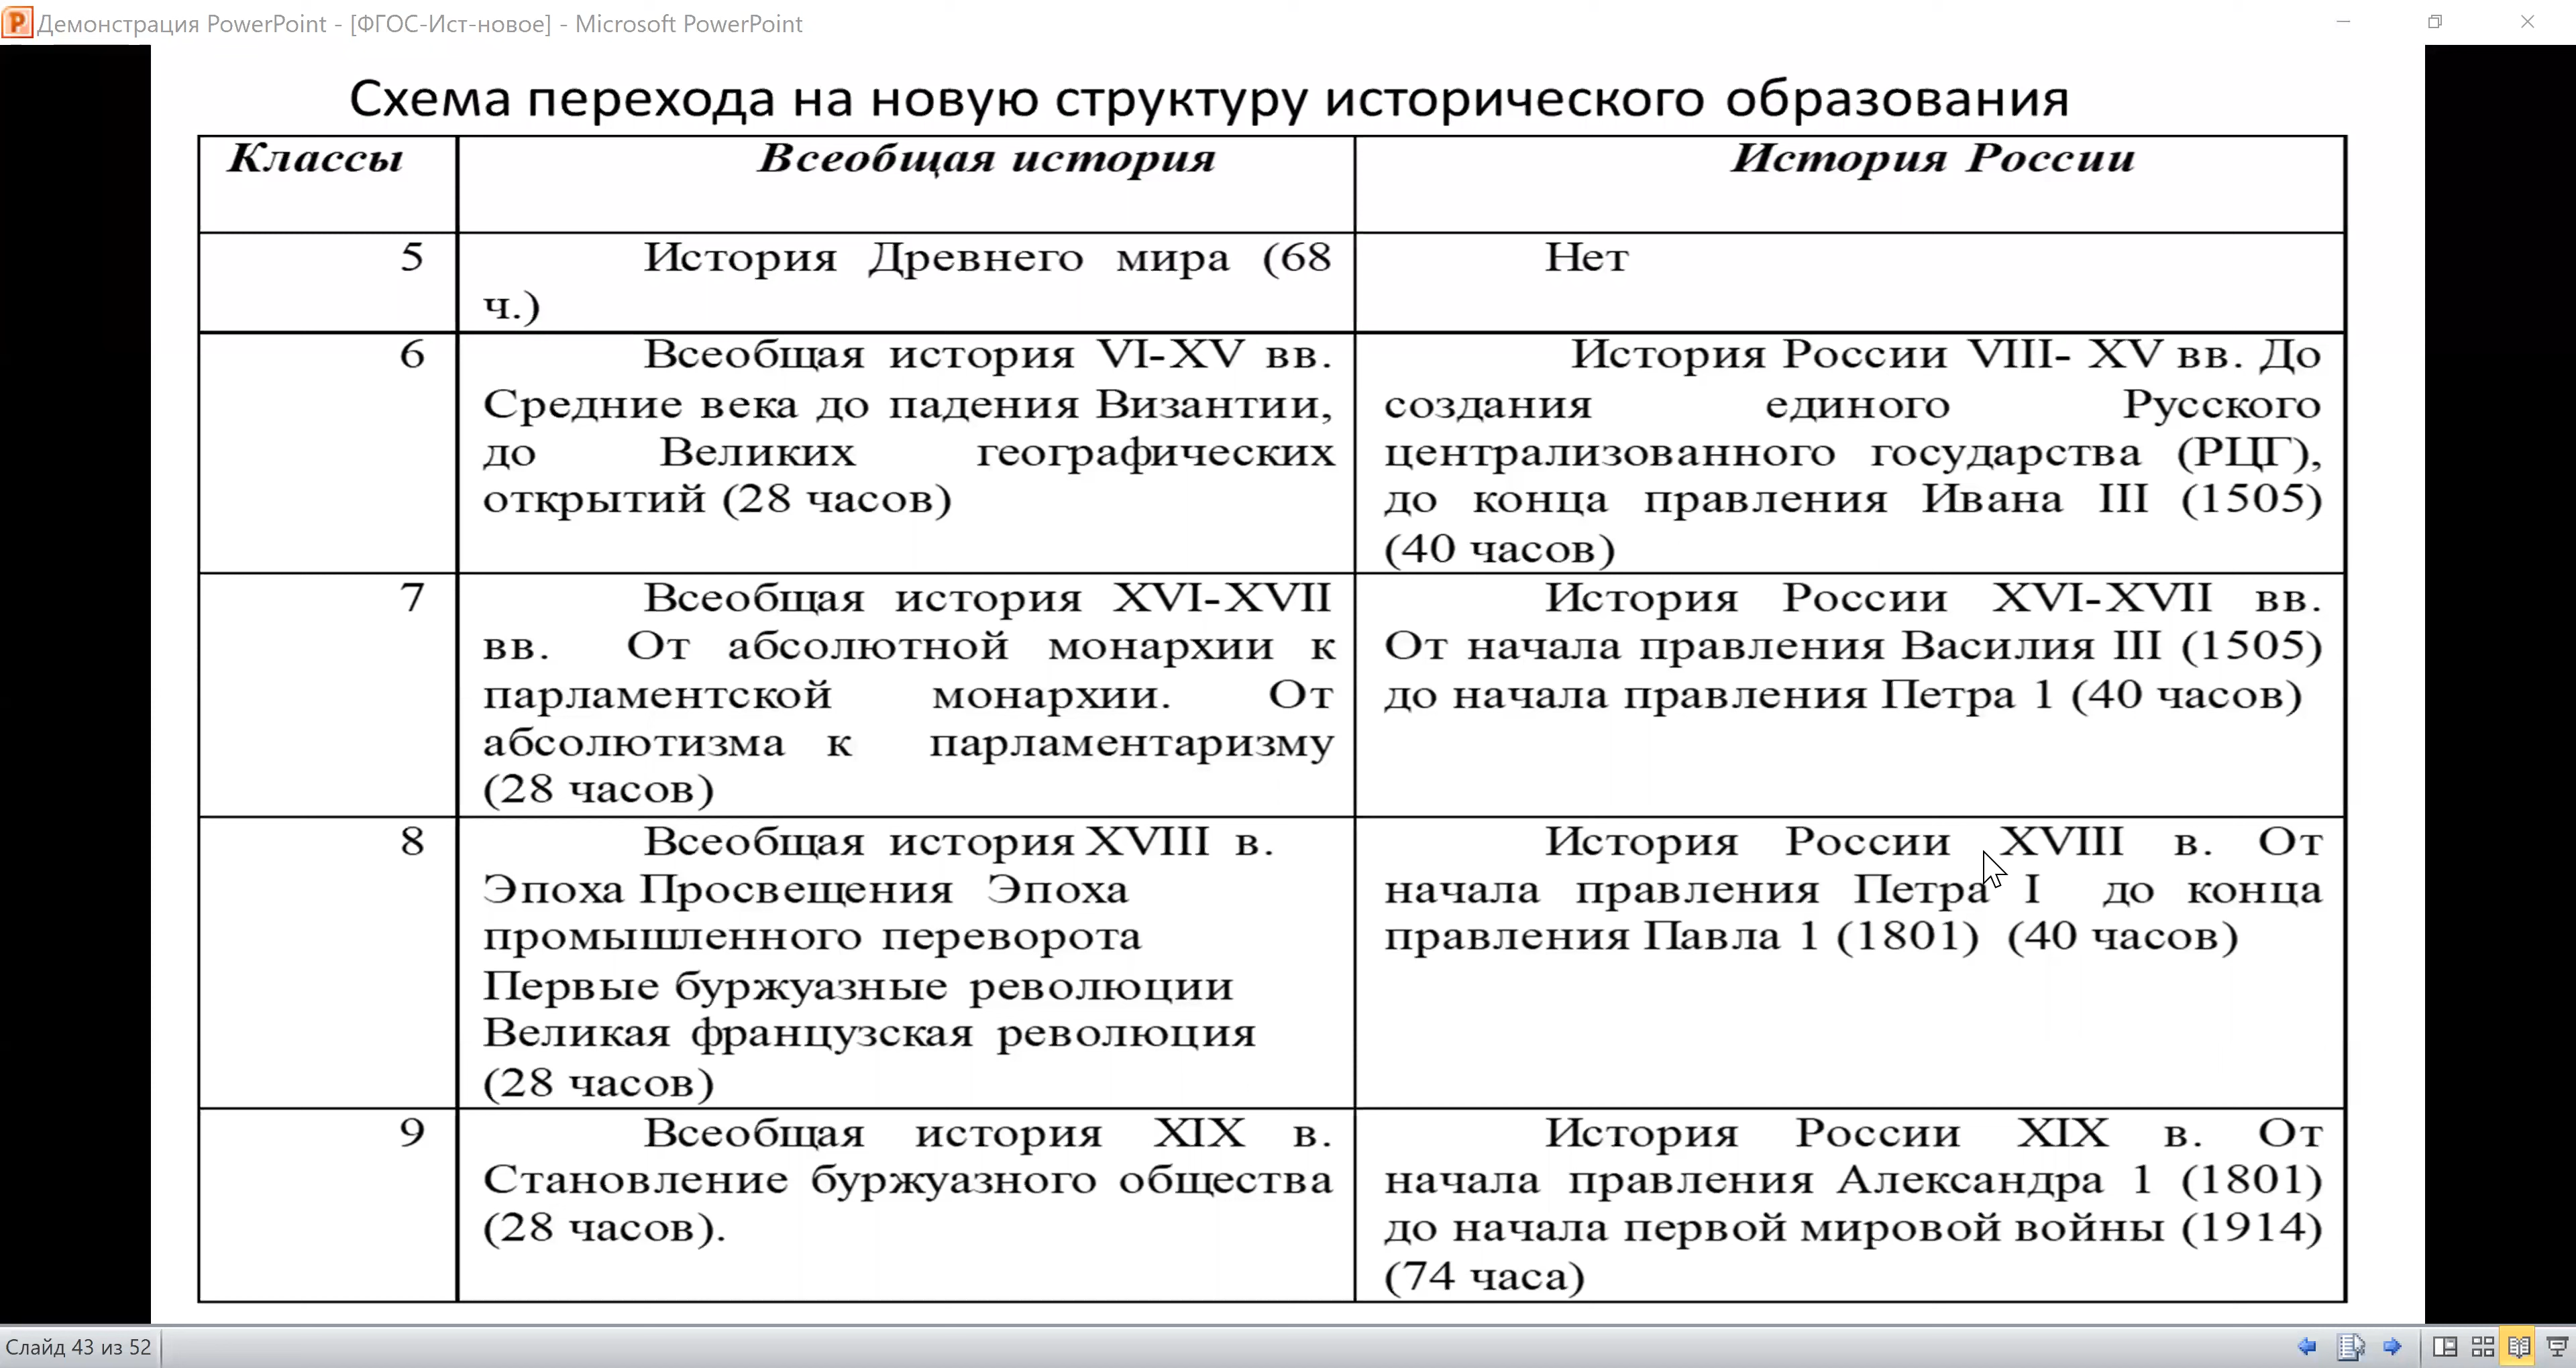 Демонстрация PowerPoint - [ФГОС-Ист-новое] - Microsoft PowerPoint
Схема перехода на новую структуру исторического образования
Классы
Всеобщая история
История России
5
История Древнего мира (68
ч.)
Нет
6
Всеобщая история VI-XV вв.
Средние века до падения Византии,
до Великих географических
открытий (28 часов)
История России VIII- XV вв. До
создания единого Русского
централизованного государства (РЦГ),
до конца правления Ивана III (1505)
(40 часов)
7
Всеобщая история XVI-XVII
вв. От абсолютной монархии к
парламентской монархии. От
абсолютизма к парламентаризму
(28 часов)
История России XVI-XVII вв.
От начала правления Василия III (1505)
до начала правления Петра 1 (40 часов)
8
Всеобщая история XVIII в.
Эпоха Просвещения Эпоха
промышленного переворота
Первые буржуазные революции
Великая французская революция
(28 часов)
История России XVIII в. От
начала правления Петра I до конца
правления Павла 1 (1801) (40 часов)
9
Всеобщая история XIX в.
Становление буржуазного общества
(28 часов).
История России XIX в. От
начала правления Александра 1 (1801)
до начала первой мировой войны (1914)
(74 часа)
Слайд 43 из 52